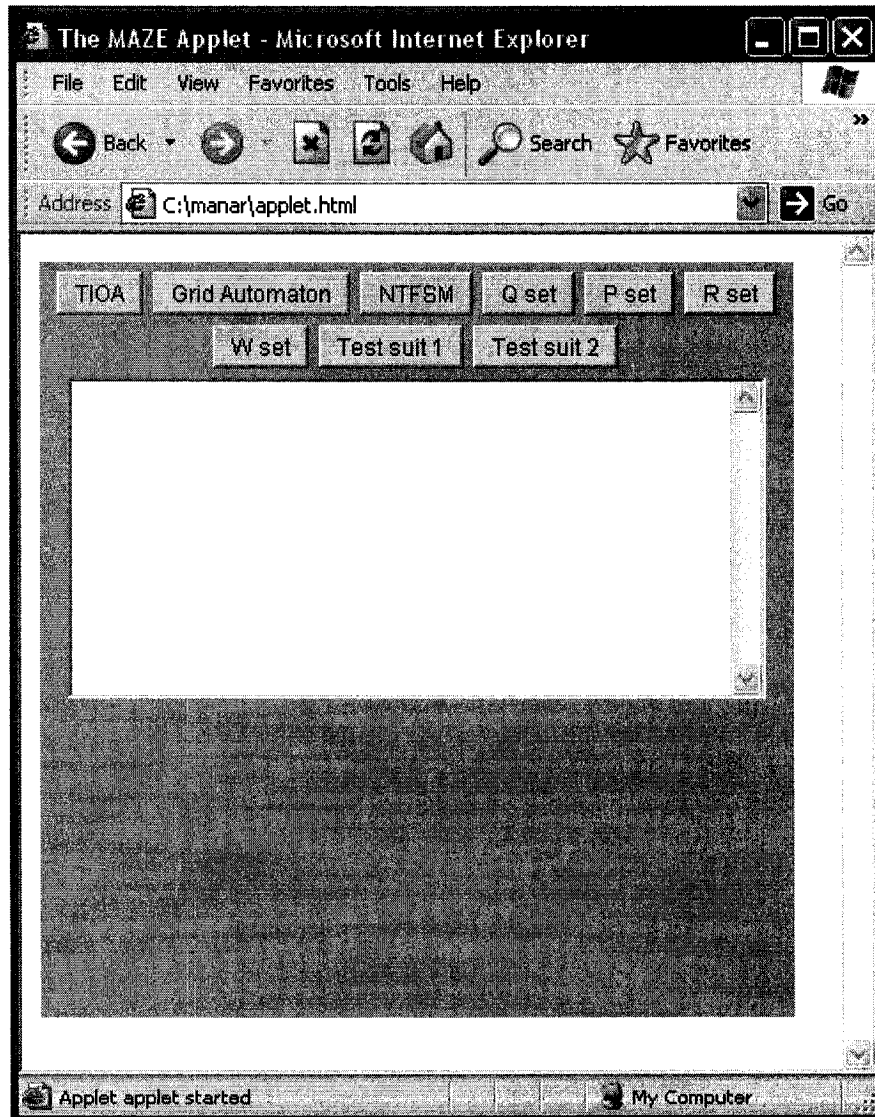 The MAZE Applet - Microsoft Internet Explorer
File Edit View Favorites Tools Help
Back Search Favorites »
Address C:\manar\applet.html Go
TIOA Grid Automaton NTFSM Q set P set R set
W set Test suit 1 Test suit 2
Applet applet started My Computer